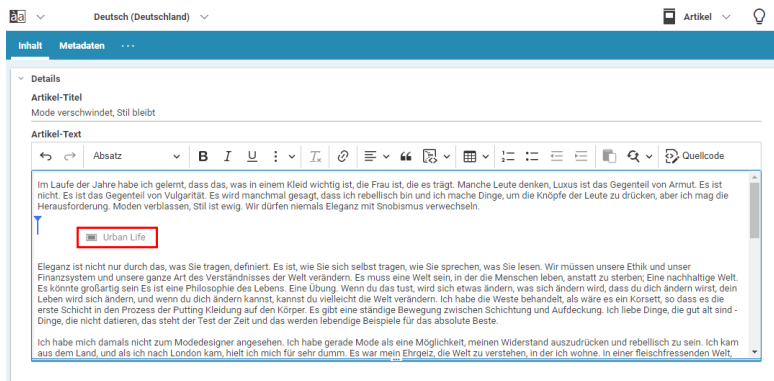 àa Deutsch (Deutschland) Artikel
Inhalt Metadaten ...
Details
Artikel-Titel
Mode verschwindet, Stil bleibt
Artikel-Text
Absatz B I U Quellcode
Im Laufe der Jahre habe ich gelernt, dass das, was in einem Kleid wichtig ist, die Frau ist, die es trägt. Manche Leute denken, Luxus ist das Gegenteil von Armut. Es ist
nicht. Es ist das Gegenteil von Vulgarität. Es wird manchmal gesagt, dass ich rebellisch bin und ich mache Dinge, um die Knöpfe der Leute zu drücken, aber ich mag die
Herausforderung. Moden verblassen, Stil ist ewig. Wir dürfen niemals Eleganz mit Snobismus verwechseln.
Urban Life
Eleganz ist nicht nur durch das, was Sie tragen, definiert. Es ist, wie Sie sich selbst tragen, wie Sie sprechen, was Sie lesen. Wir müssen unsere Ethik und unser
Finanzsystem und unsere ganze Art des Verständnisses der Welt verändern. Es muss eine Welt sein, in der die Menschen leben, anstatt zu sterben; Eine nachhaltige Welt.
Es könnte großartig sein Es ist eine Philosophie des Lebens. Eine Übung. Wenn du das tust, wird sich etwas ändern, was sich ändern wird, dass du dich ändern wirst, dein
Leben wird sich ändern, und wenn du dich ändern kannst, kannst du vielleicht die Welt verändern. Ich habe die Weste behandelt, als wäre es ein Korsett, so dass es die
erste Schicht in den Prozess der Putting Kleidung auf den Körper. Es gibt eine ständige Bewegung zwischen Schichtung und Aufdeckung. Ich liebe Dinge, die gut alt sind -
Dinge, die nicht datieren, das steht der Test der Zeit und das werden lebendige Beispiele für das absolute Beste.
Ich habe mich damals nicht zum Modedesigner angesehen. Ich habe gerade Mode als eine Möglichkeit, meinen Widerstand auszudrücken und rebellisch zu sein. Ich kam
aus dem Land, und als ich nach London kam, hielt ich mich für sehr dumm. Es war mein Ehrgeiz, die Welt zu verstehen, in der ich wohne. In einer fleischfressenden Welt,